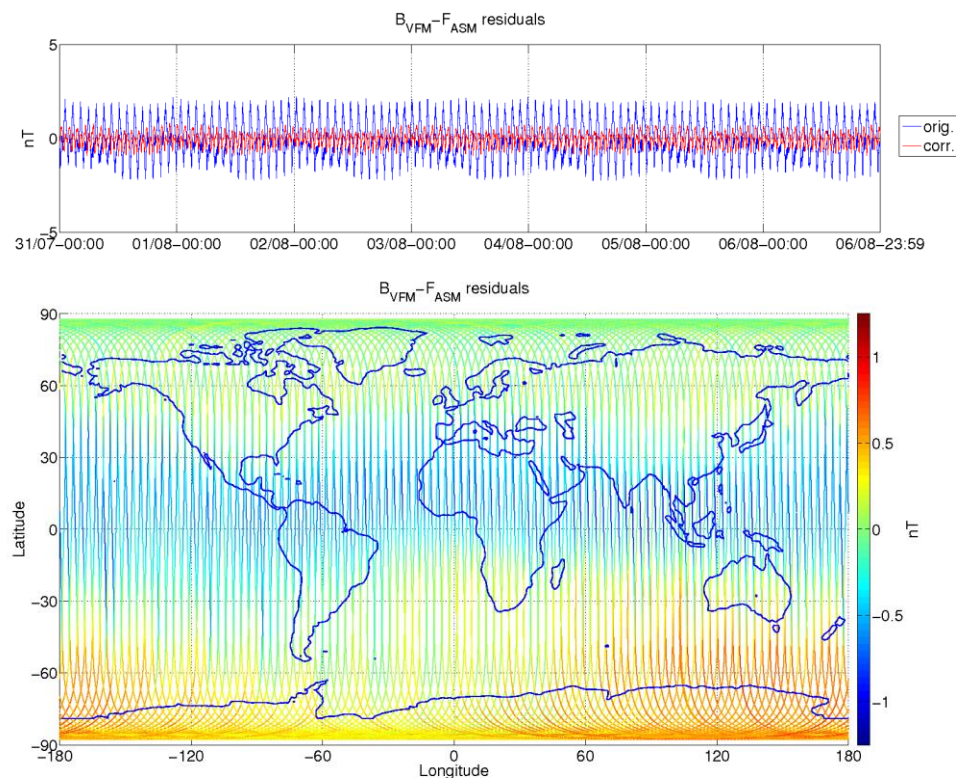 B_VFM−F_ASM residuals
5
0
−5
nT
31/07−00:00 01/08−00:00 02/08−00:00 03/08−00:00 04/08−00:00 05/08−00:00 06/08−00:00 06/08−23:59
orig.
corr.
B_VFM−F_ASM residuals
90
60
30
0
−30
−60
−90
Latitude
−180 −120 −60 0 60 120 180
Longitude
1
0.5
0
−0.5
−1
nT